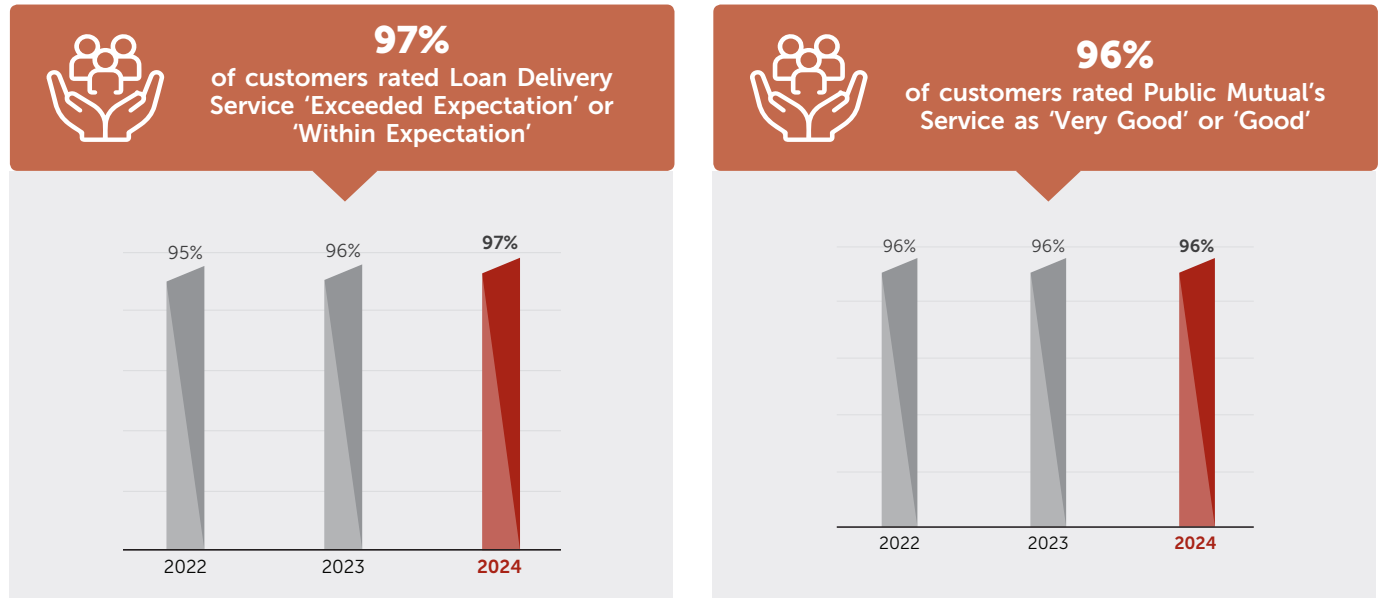 97%
of customers rated Loan Delivery
Service ‘Exceeded Expectation’ or
‘Within Expectation’
95%
96%
97%
2022
2023
2024
96%
of customers rated Public Mutual’s
Service as ‘Very Good’ or ‘Good’
96%
96%
96%
2022
2023
2024